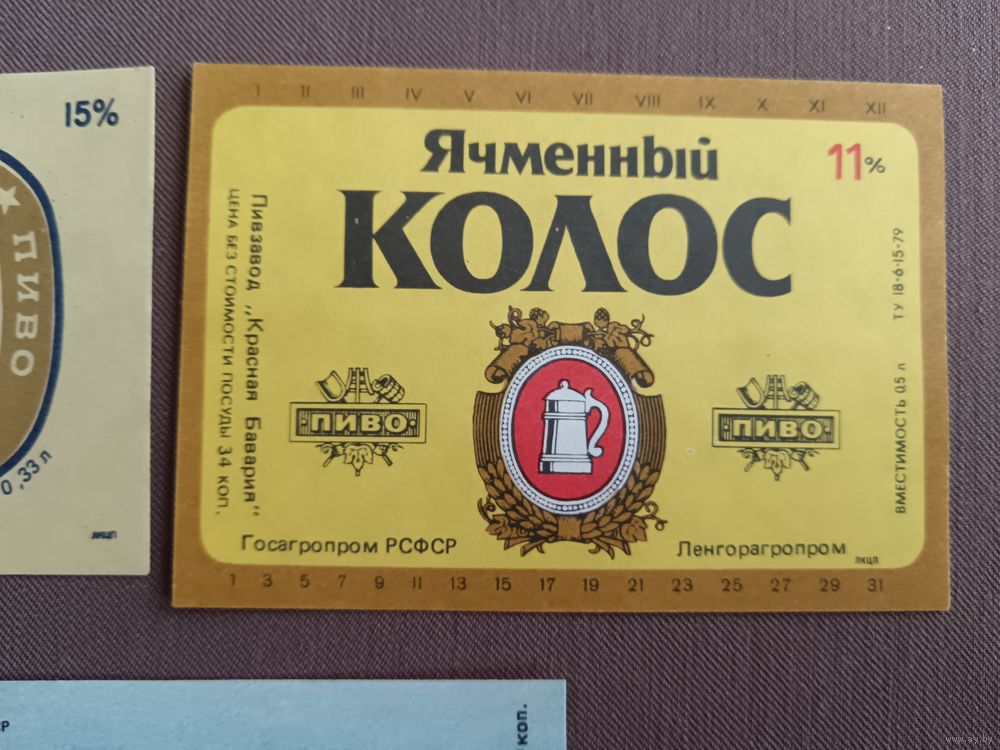 15%
ПИВО
0,33 л
лкцп
I II III IV V VI VII VIII IX X XI XII
Ячменный
11%
КОЛОС
Пивзавод „Красная Бавария“
ЦЕНА БЕЗ СТОИМОСТИ ПОСУДЫ 34 КОП.
ПИВО
ПИВО
ТУ 18-6-15-79
ВМЕСТИМОСТЬ 0,5 л
Госагропром РСФСР
Ленгорагропром
ЛКЦП
1 3 5 7 9 11 13 15 17 19 21 23 25 27 29 31
коп.
www.ay.by